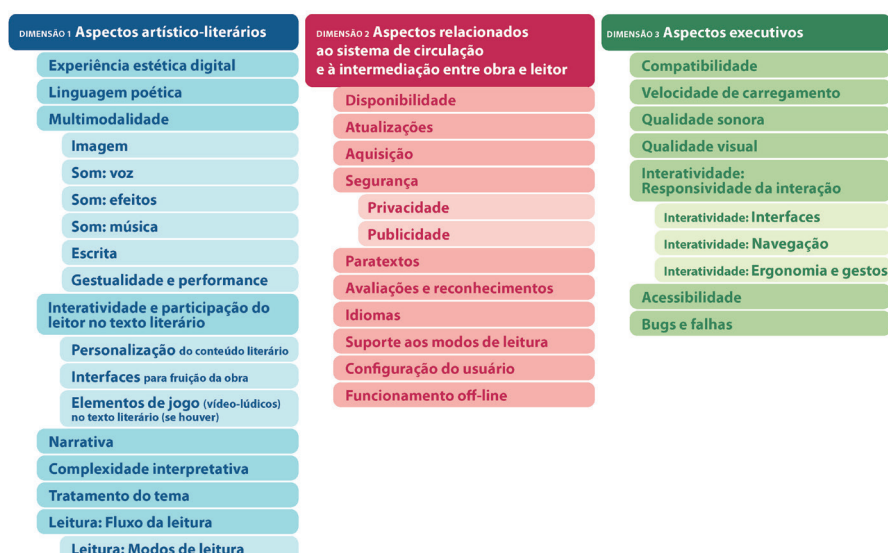 DIMENSÃO 1 Aspectos artístico-literários
Experiência estética digital
Linguagem poética
Multimodalidade
Imagem
Som: voz
Som: efeitos
Som: música
Escrita
Gestualidade e performance
Interatividade e participação do
leitor no texto literário
Personalização do conteúdo literário
Interfaces para fruição da obra
Elementos de jogo (vídeo-lúdicos)
no texto literário (se houver)
Narrativa
Complexidade interpretativa
Tratamento do tema
Leitura: Fluxo da leitura
Leitura: Modos de leitura
DIMENSÃO 2 Aspectos relacionados
ao sistema de circulação
e à intermediação entre obra e leitor
Disponibilidade
Atualizações
Aquisição
Segurança
Privacidade
Publicidade
Paratextos
Avaliações e reconhecimentos
Idiomas
Suporte aos modos de leitura
Configuração do usuário
Funcionamento off-line
DIMENSÃO 3 Aspectos executivos
Compatibilidade
Velocidade de carregamento
Qualidade sonora
Qualidade visual
Interatividade:
Responsividade da interação
Interatividade: Interfaces
Interatividade: Navegação
Interatividade: Ergonomia e gestos
Acessibilidade
Bugs e falhas